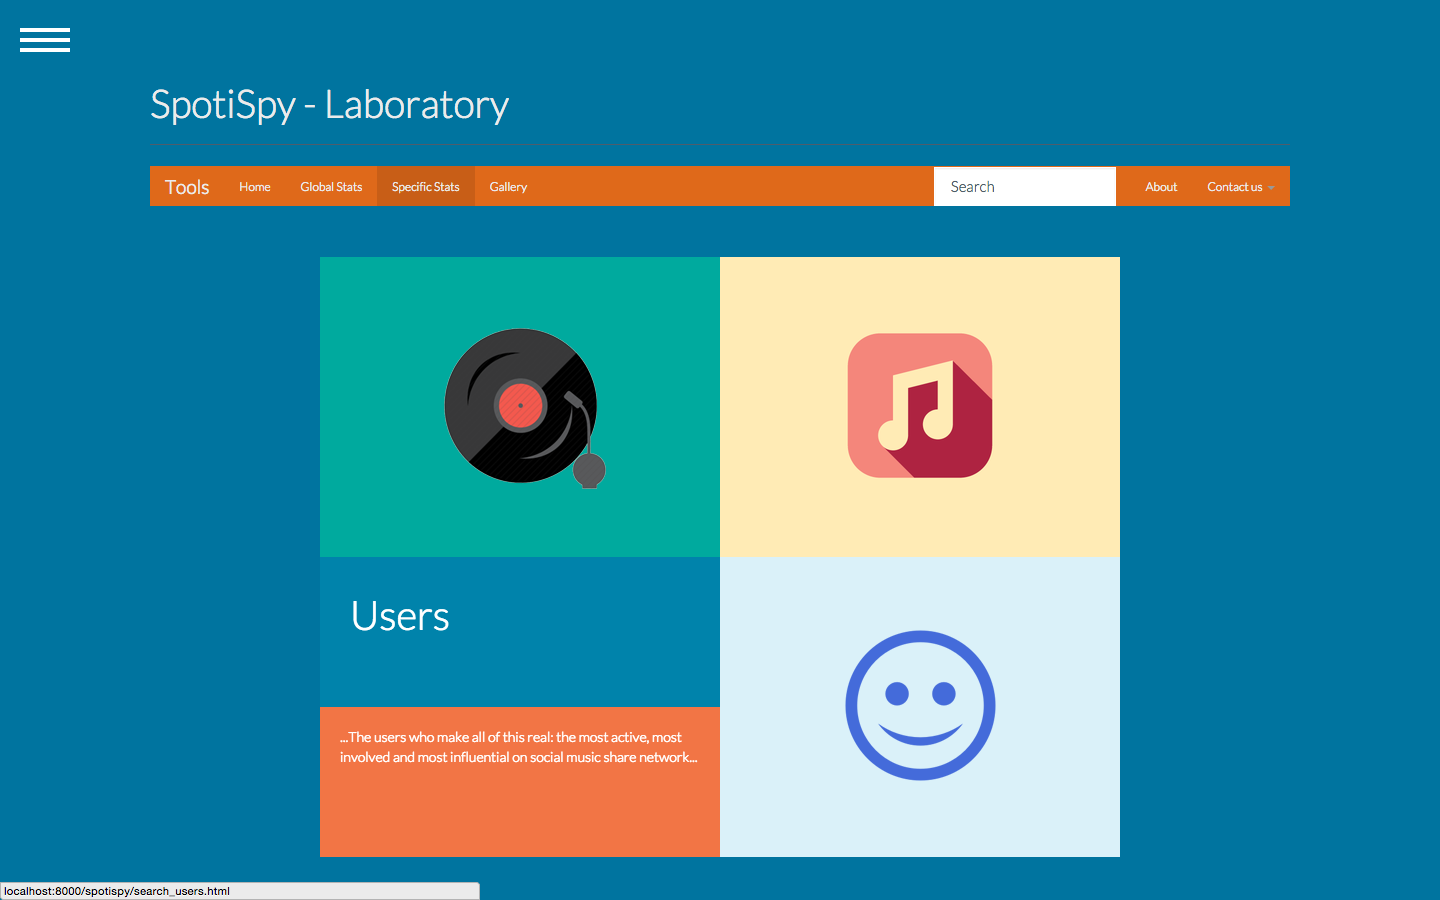 SpotiSpy - Laboratory
Tools Home Global Stats Specific Stats Gallery Search About Contact us
Users
...The users who make all of this real: the most active, most
involved and most influential on social music share network...
localhost:8000/spotispy/search_users.html